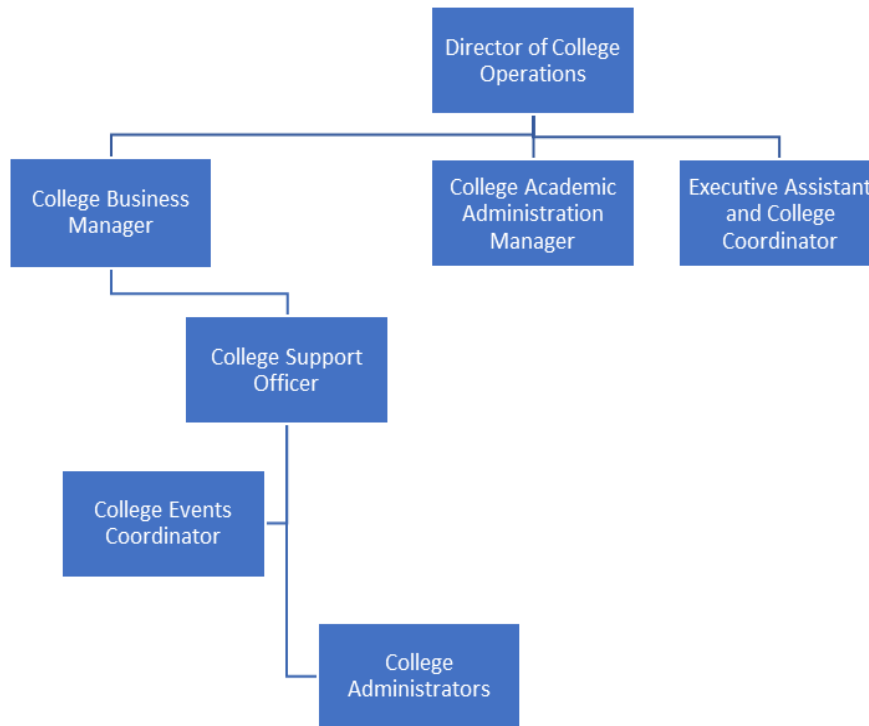 Director of College
Operations
College Business
Manager
College Academic
Administration
Manager
Executive Assistant
and College
Coordinator
College Support
Officer
College Events
Coordinator
College
Administrators